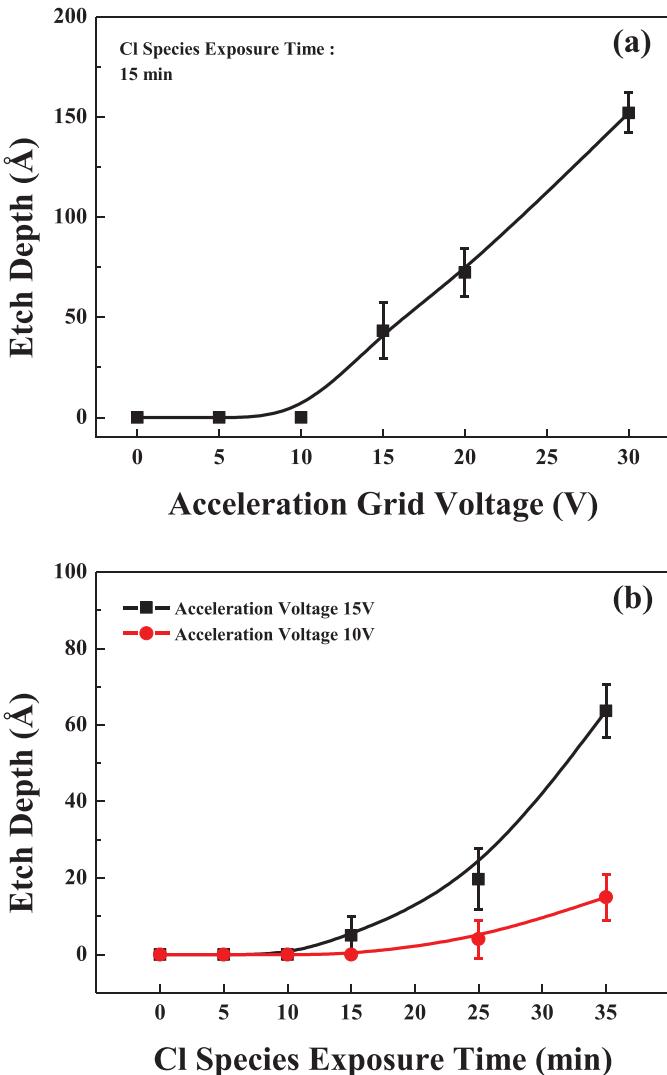 200
(a)
Cl Species Exposure Time :
15 min
150
100
50
0
Etch Depth (Å)
0 5 10 15 20 25 30
Acceleration Grid Voltage (V)
100
(b)
Acceleration Voltage 15V
Acceleration Voltage 10V
80
60
40
20
0
Etch Depth (Å)
0 5 10 15 20 25 30 35
Cl Species Exposure Time (min)